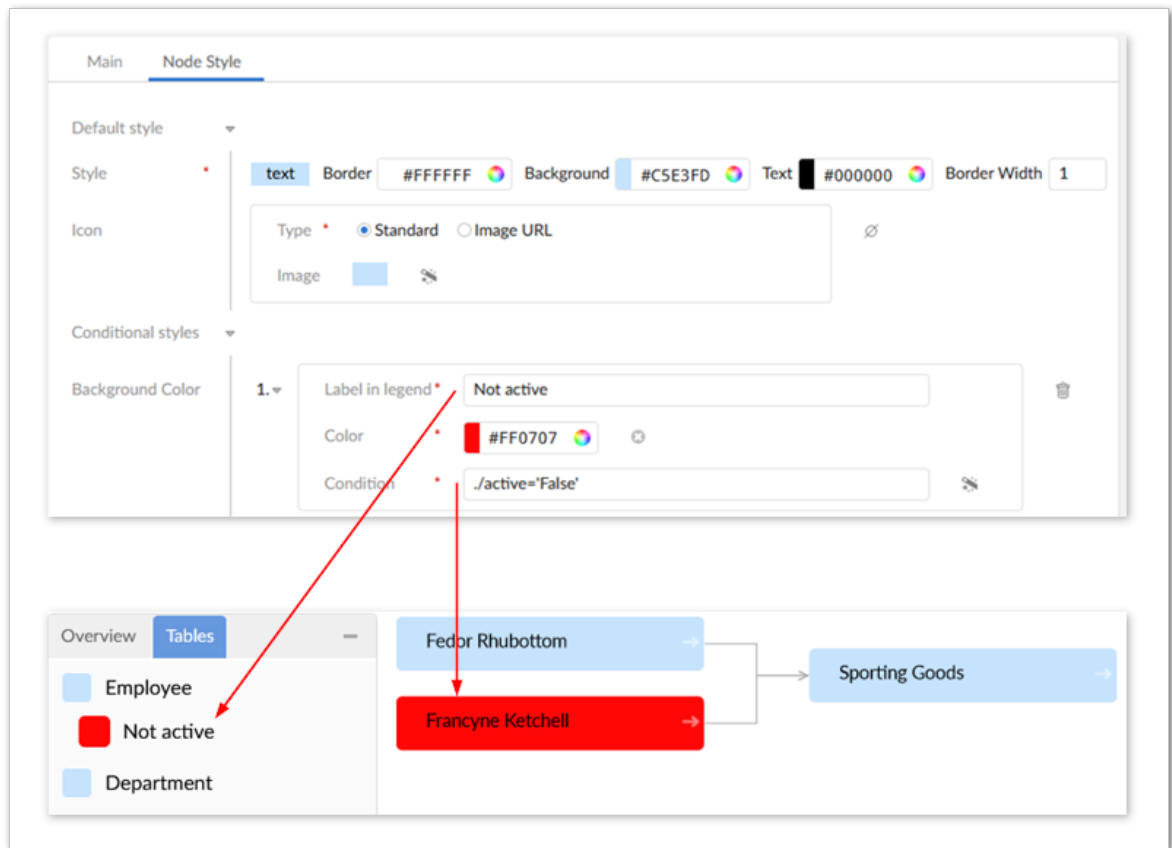 Main Node Style
Default style
Style * text Border #FFFFFF Background #C5E3FD Text #000000 Border Width 1
Icon Type * Standard Image URL
Image
Conditional styles
Background Color 1. Label in legend * Not active
Color * #FF0707
Condition * ./active='False'
Overview Tables
Employee
Not active
Department
Fedor Rhubottom
Francyne Ketchell
Sporting Goods